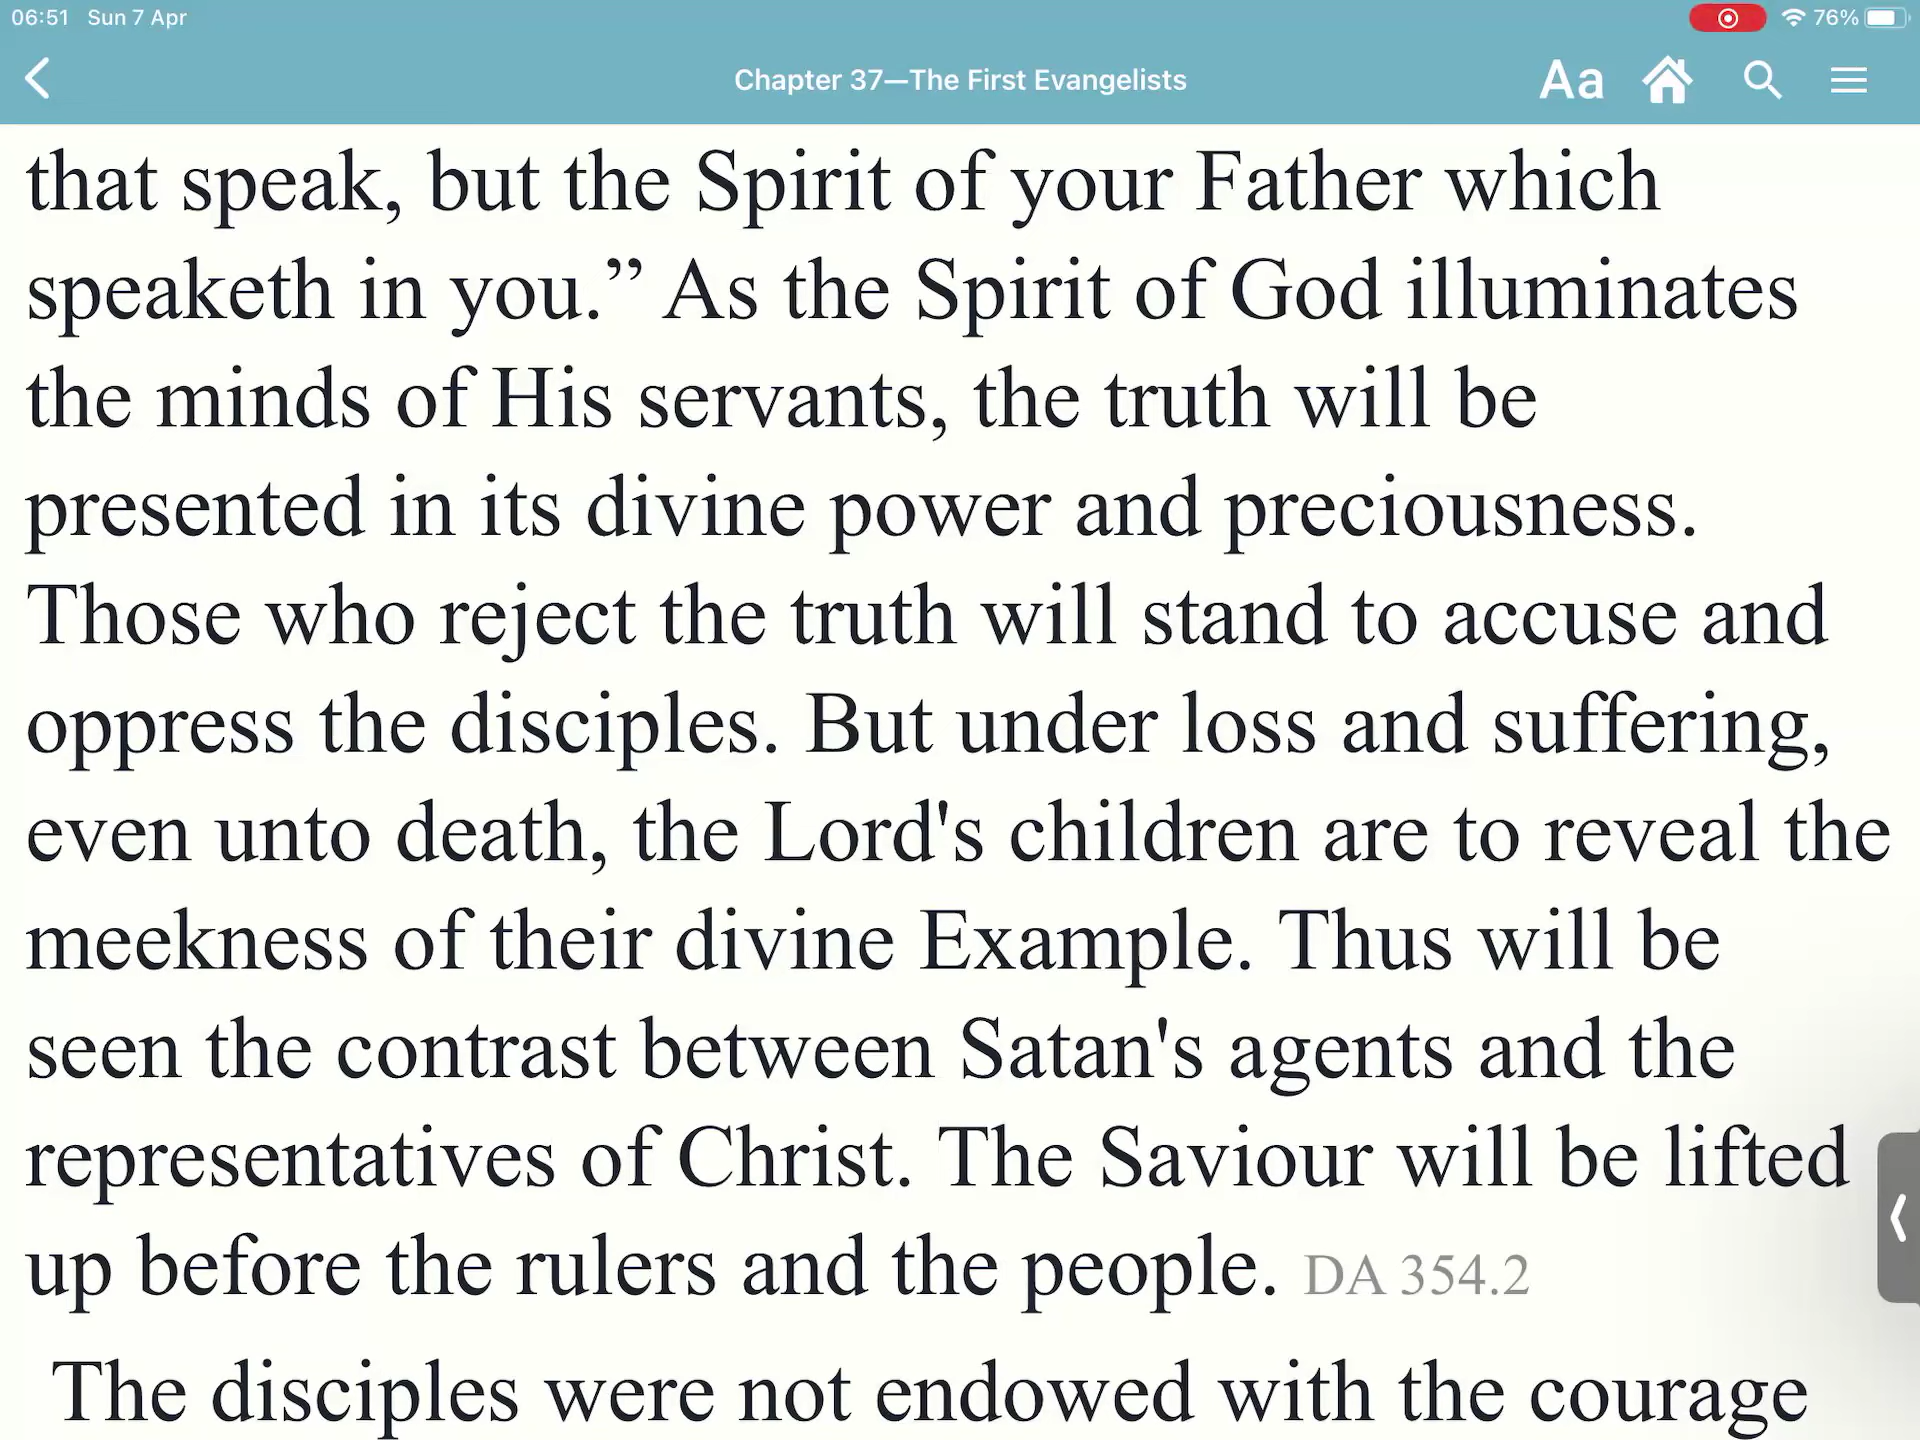 06:51 Sun 7 Apr 76%
Chapter 37—The First Evangelists Aa
that speak, but the Spirit of your Father which
speaketh in you.” As the Spirit of God illuminates
the minds of His servants, the truth will be
presented in its divine power and preciousness.
Those who reject the truth will stand to accuse and
oppress the disciples. But under loss and suffering,
even unto death, the Lord's children are to reveal the
meekness of their divine Example. Thus will be
seen the contrast between Satan's agents and the
representatives of Christ. The Saviour will be lifted
up before the rulers and the people. DA 354.2
The disciples were not endowed with the courage